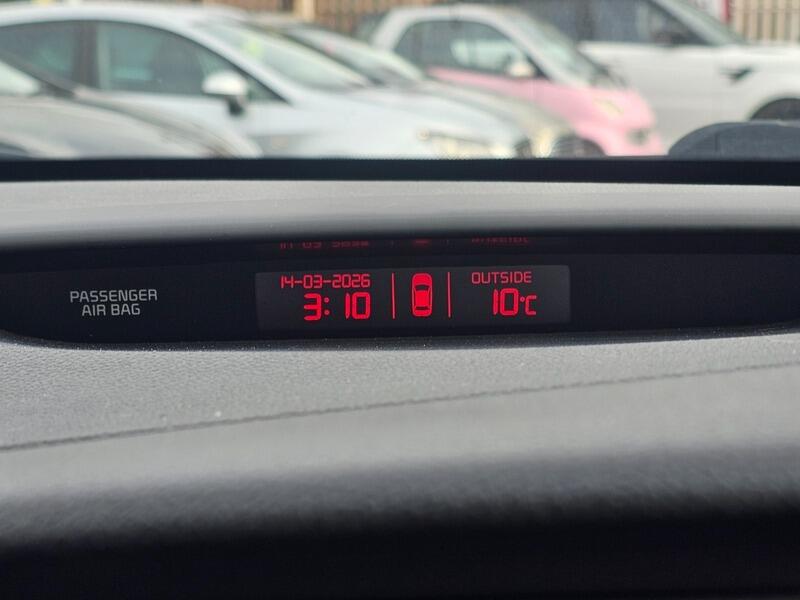 PASSENGER
AIR BAG
14-03-2026
3:10
OUTSIDE
10°C